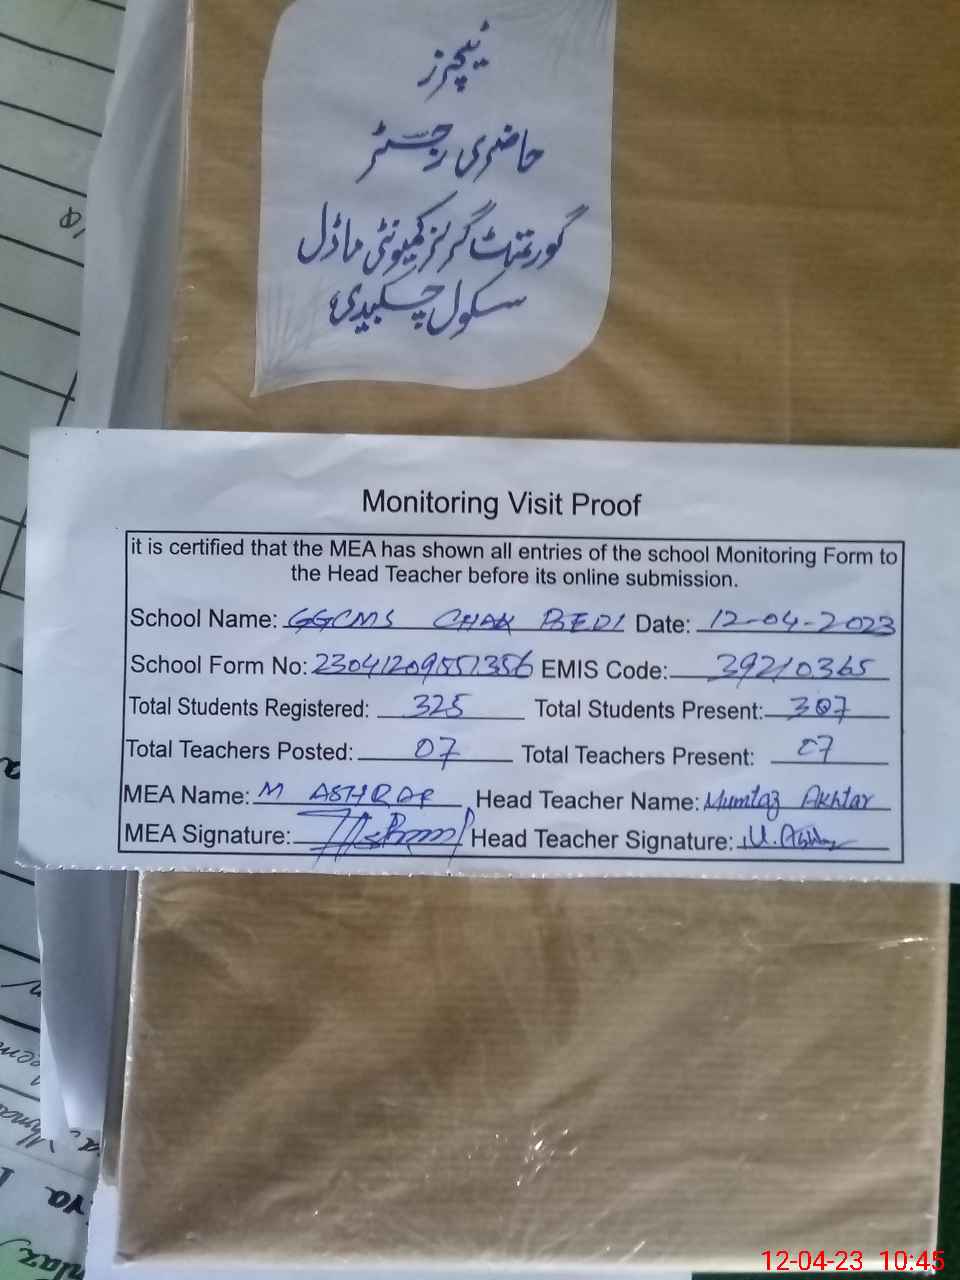 ٹیچرز
حاضری رجسٹر
گورنمنٹ گرلز کمیونٹی ماڈل
سکول چکبیدی
Monitoring Visit Proof
it is certified that the MEA has shown all entries of the school Monitoring Form to
the Head Teacher before its online submission.
School Name: GGCMS CHAK BEDI Date: 12-04-2023
School Form No: 23041209551356 EMIS Code: 39210365
Total Students Registered: 325 Total Students Present: 307
Total Teachers Posted: 07 Total Teachers Present: 07
MEA Name: M ASHRAF Head Teacher Name: Mumtaz Akhtar
MEA Signature: Head Teacher Signature:
12-04-23 10:45